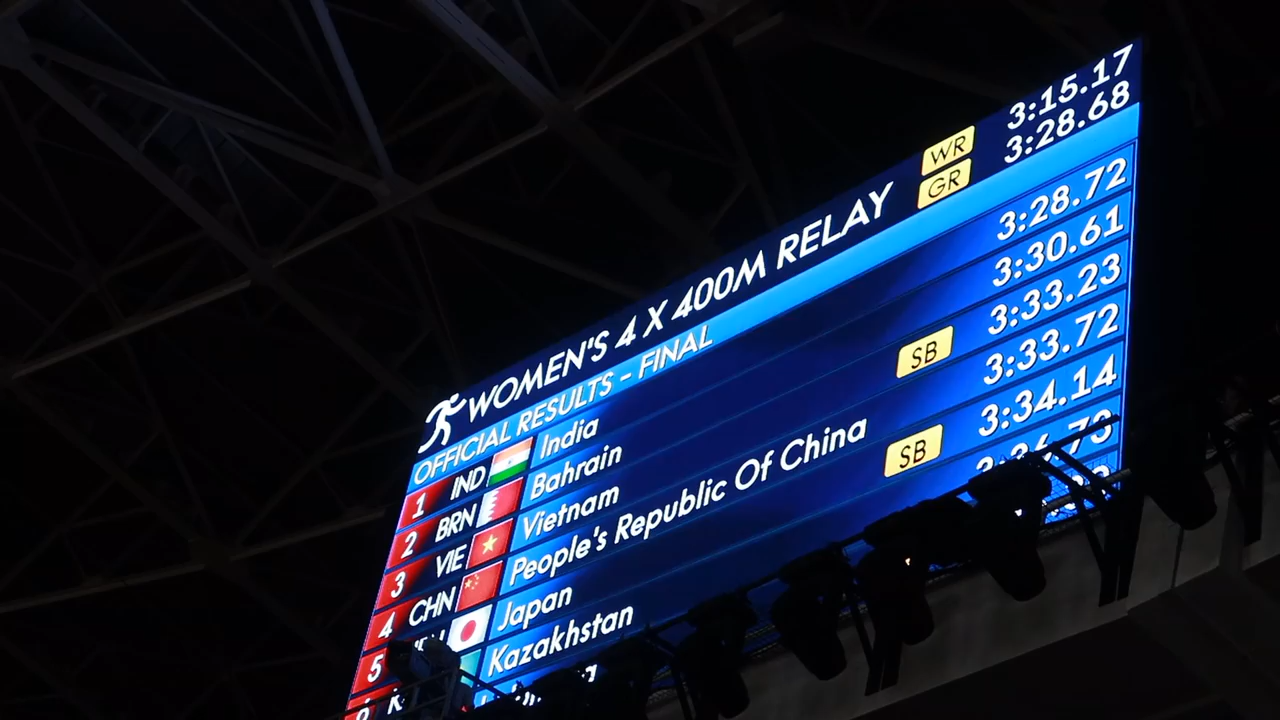 WR 3:15.17
GR 3:28.68
WOMEN'S 4 X 400M RELAY
OFFICIAL RESULTS - FINAL
1 IND India 3:28.72
2 BRN Bahrain 3:30.61
3 VIE Vietnam SB 3:33.23
4 CHN People's Republic Of China 3:33.72
5 Japan SB 3:34.14
6 Kazakhstan